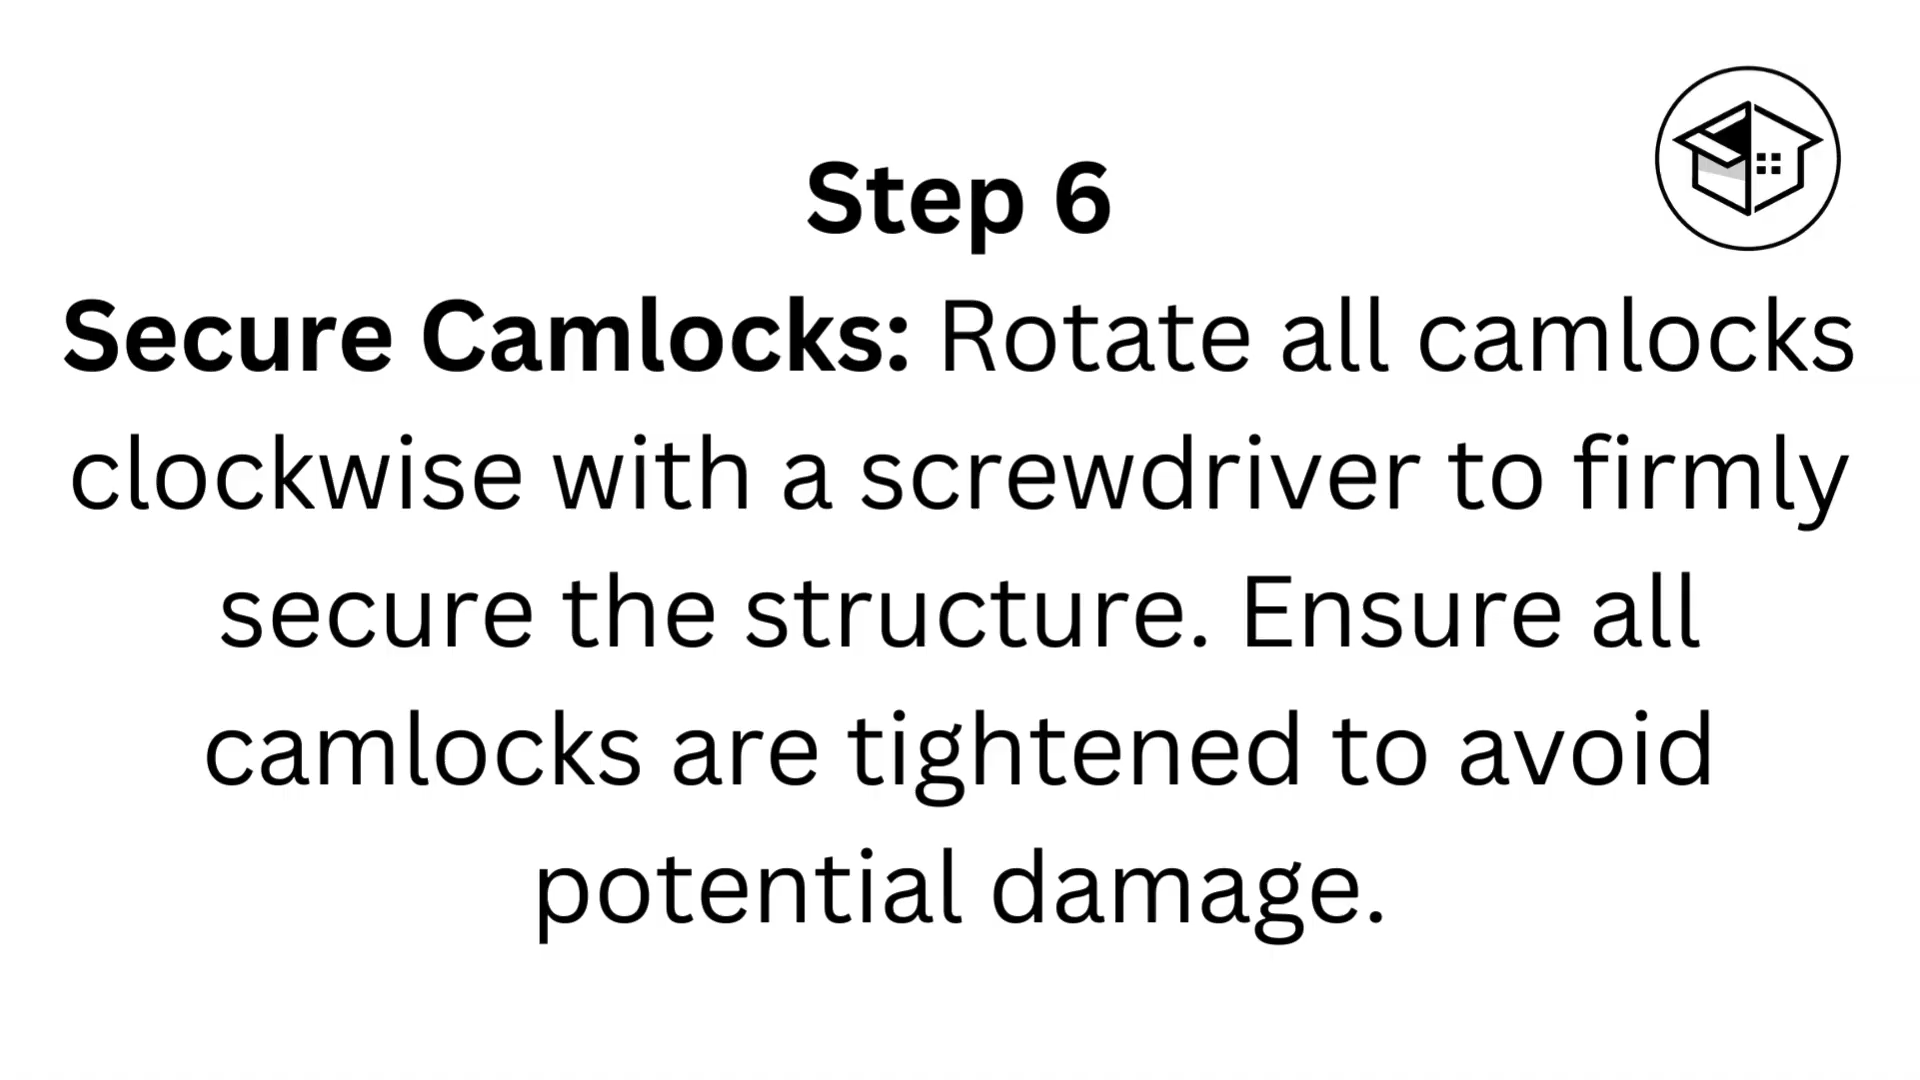 Step 6
Secure Camlocks: Rotate all camlocks
clockwise with a screwdriver to firmly
secure the structure. Ensure all
camlocks are tightened to avoid
potential damage.